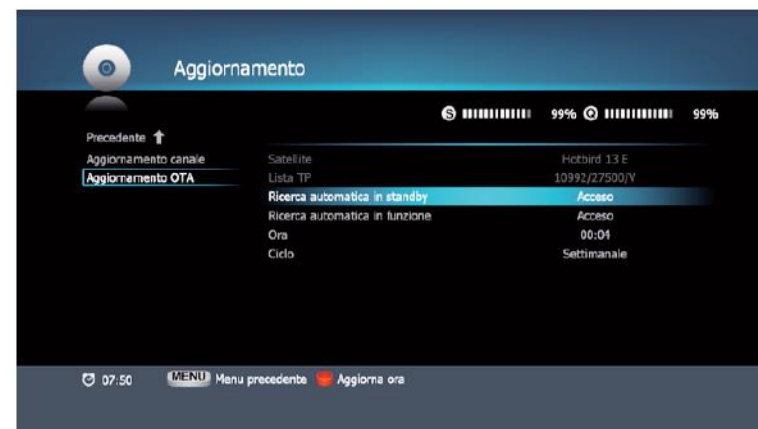 Aggiornamento
S 99% Q 99%
Precedente
Aggiornamento canale
Aggiornamento OTA
Satellite Hotbird 13 E
Lista TP 10992/27500/V
Ricerca automatica in standby Acceso
Ricerca automatica in funzione Acceso
Ora 00:04
Ciclo Settimanale
07:50 MENU Menu precedente Aggiorna ora